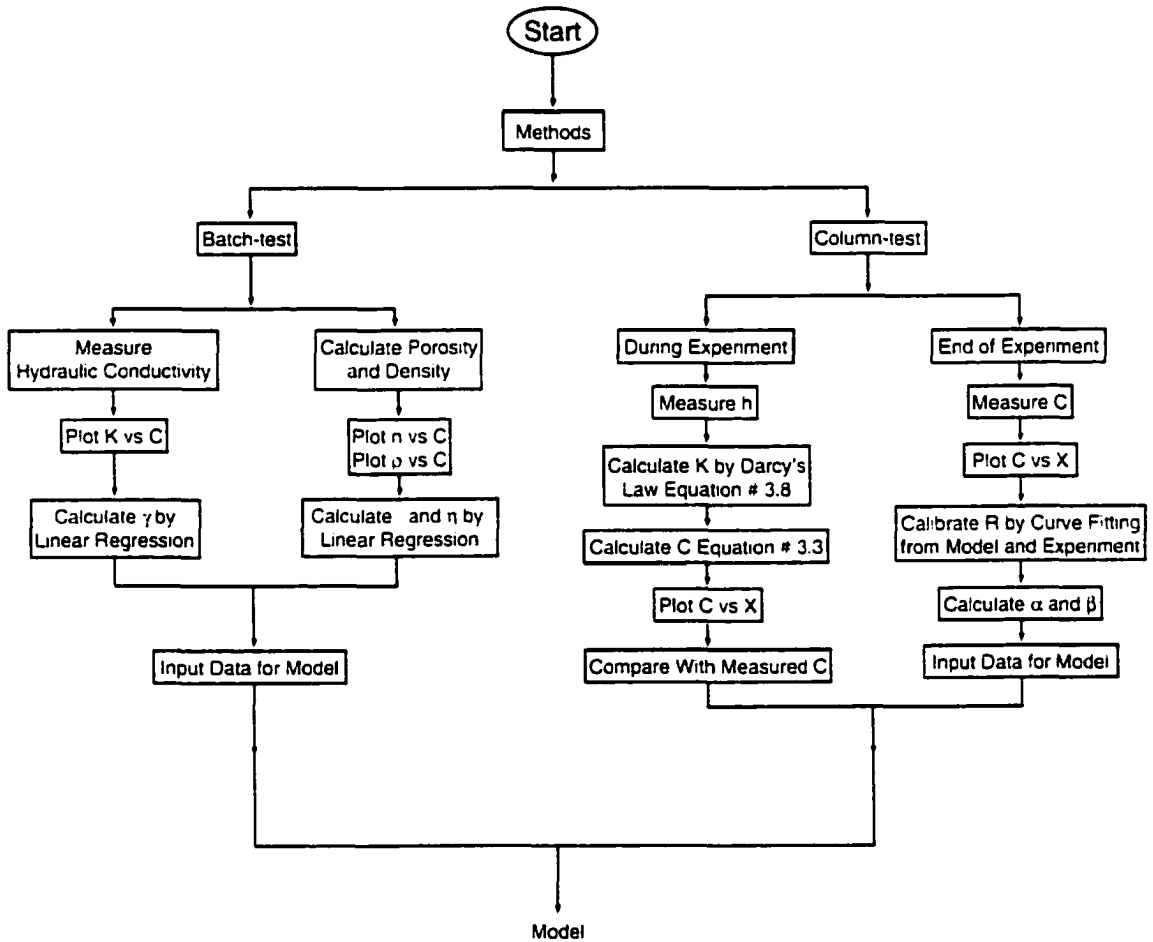 Start
Methods
Batch-test
Column-test
Measure
Hydraulic Conductivity
Calculate Porosity
and Density
During Experiment
End of Experiment
Plot K vs C
Plot n vs C
Plot ρ vs C
Measure h
Measure C
Calculate γ by
Linear Regression
Calculate and η by
Linear Regression
Calculate K by Darcy's
Law Equation # 3.8
Plot C vs X
Calculate C Equation # 3.3
Calibrate R by Curve Fitting
from Model and Experiment
Plot C vs X
Calculate α and β
Input Data for Model
Compare With Measured C
Input Data for Model
Model